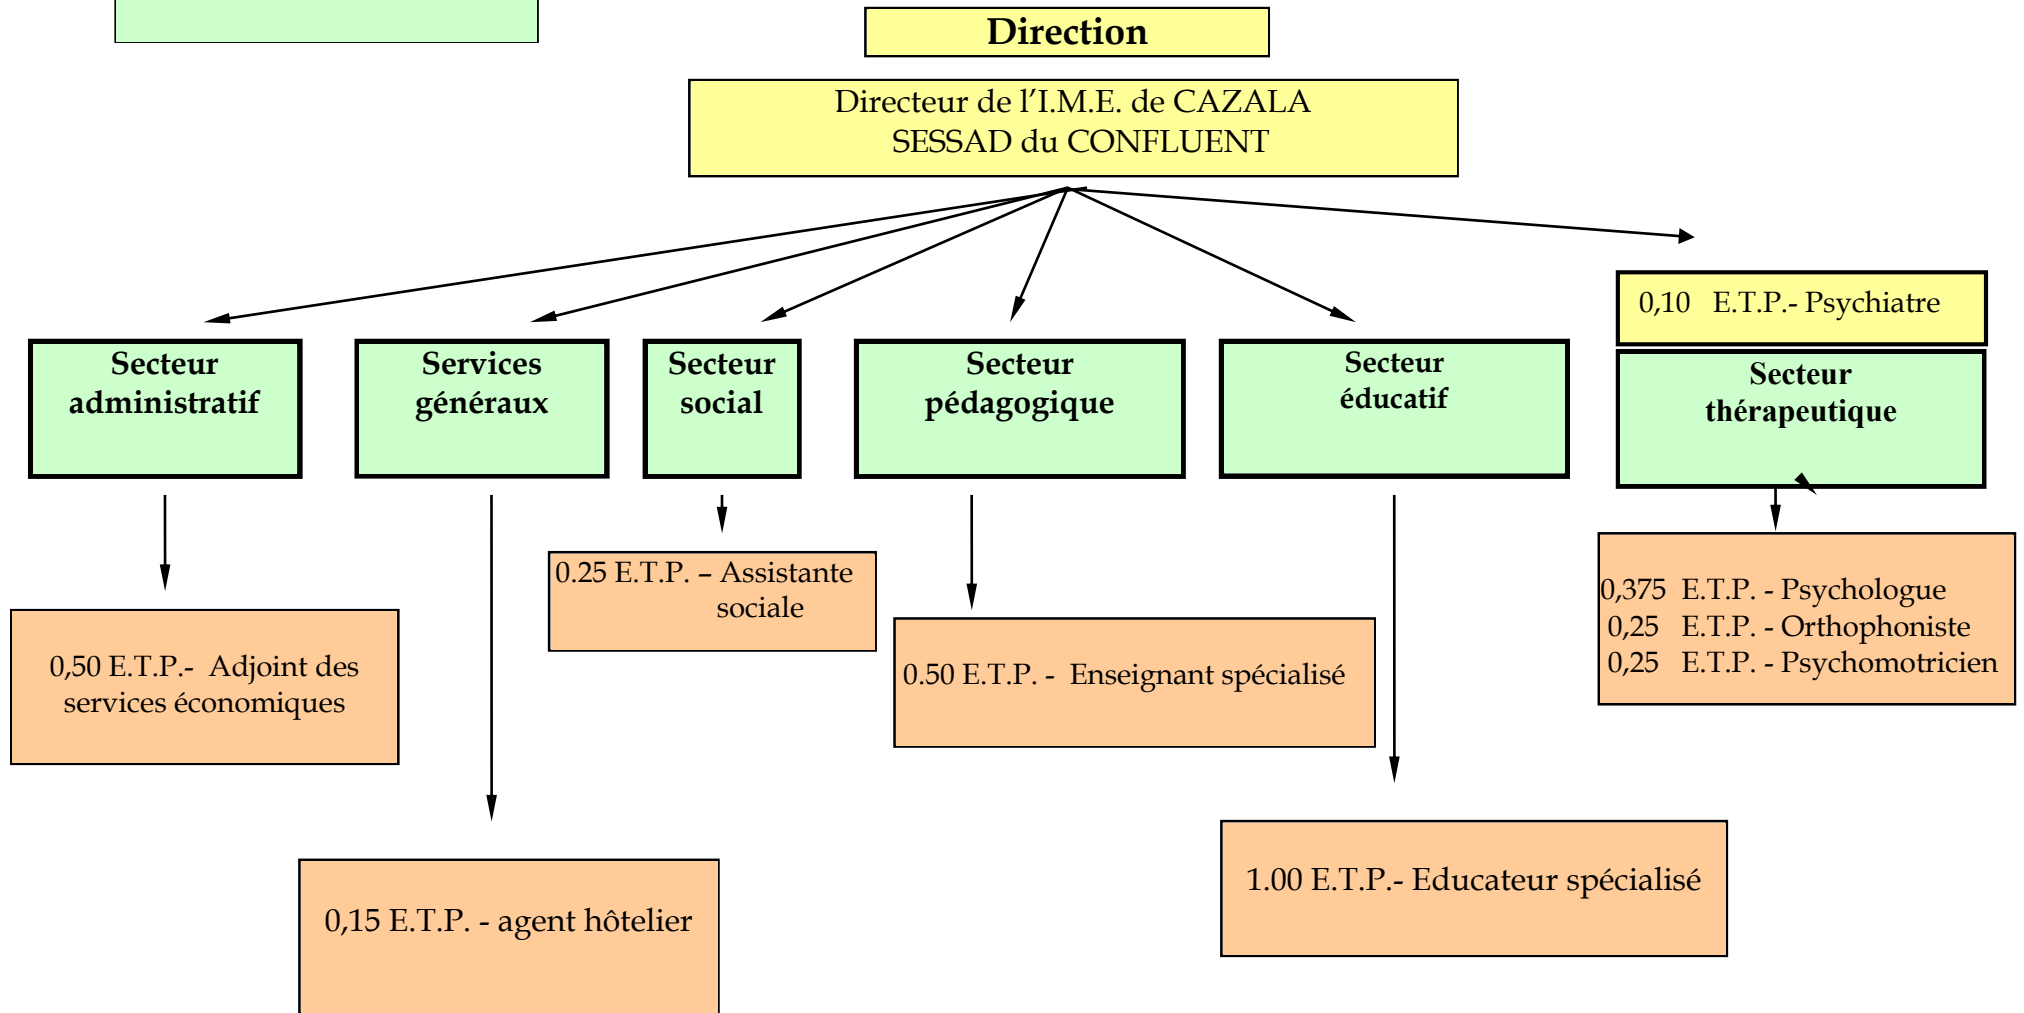 Direction
Directeur de l’I.M.E. de CAZALA
SESSAD du CONFLUENT
0,10 E.T.P.- Psychiatre
Secteur
administratif
Services
généraux
Secteur
social
Secteur
pédagogique
Secteur
éducatif
Secteur
thérapeutique
0,50 E.T.P.- Adjoint des
services économiques
0,15 E.T.P. - agent hôtelier
0.25 E.T.P. – Assistante
sociale
0.50 E.T.P. - Enseignant spécialisé
1.00 E.T.P.- Educateur spécialisé
0,375 E.T.P. - Psychologue
0,25 E.T.P. - Orthophoniste
0,25 E.T.P. - Psychomotricien